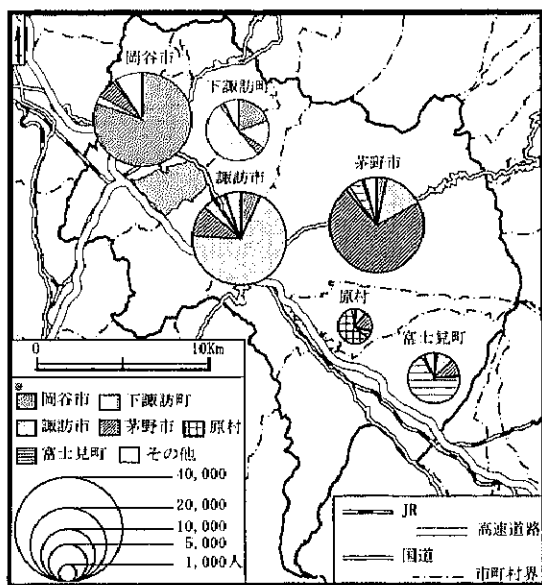 岡谷市
下諏訪町
諏訪市
茅野市
原村
富士見町
0 10Km
※
岡谷市 下諏訪町
諏訪市 茅野市 原村
富士見町 その他
40,000
20,000
10,000
5,000
1,000人
JR
高速道路
国道
市町村界